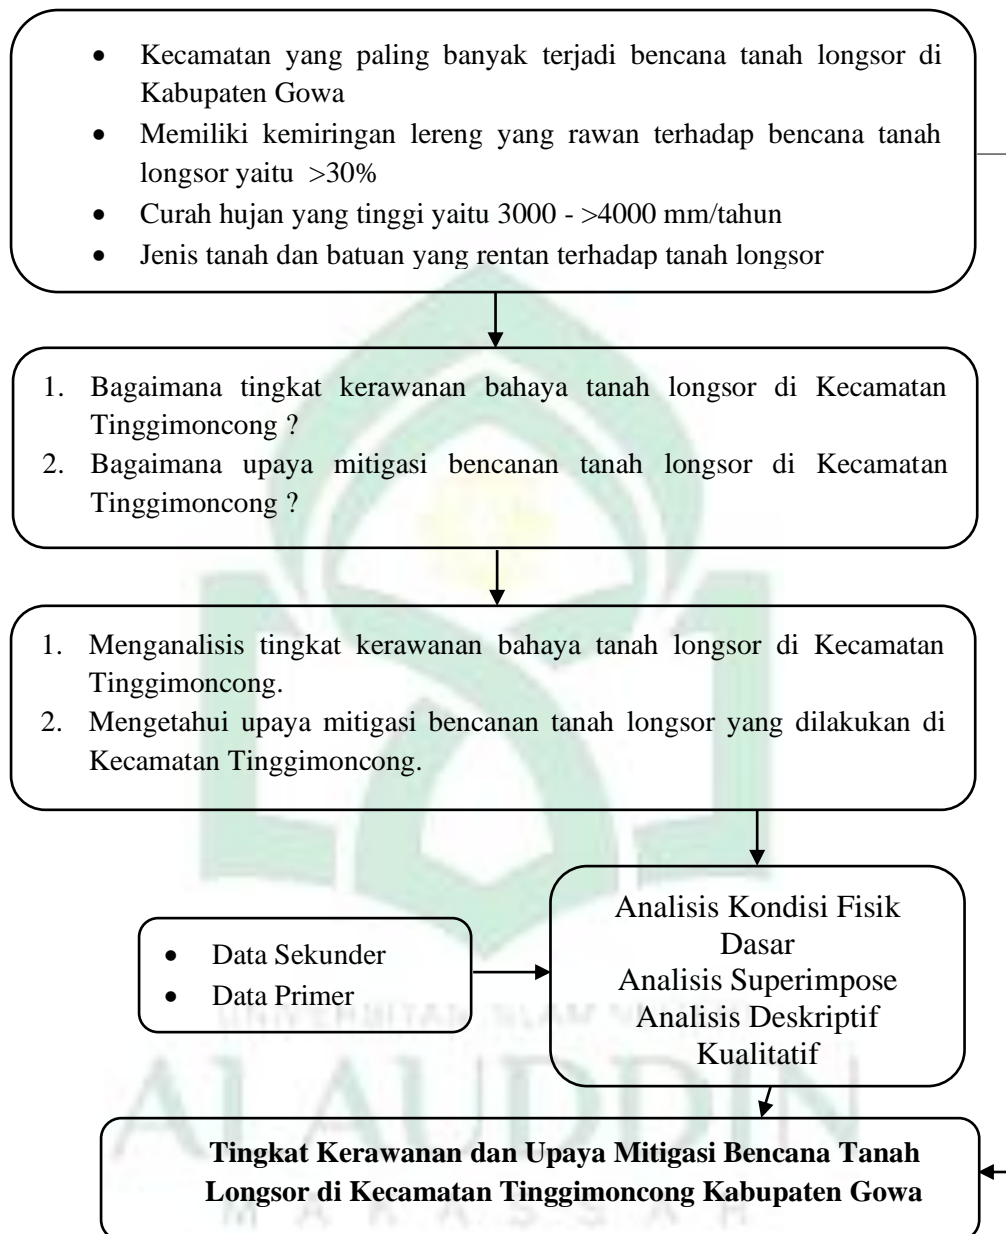 • Kecamatan yang paling banyak terjadi bencana tanah longsor di
Kabupaten Gowa
• Memiliki kemiringan lereng yang rawan terhadap bencana tanah
longsor yaitu >30%
• Curah hujan yang tinggi yaitu 3000 - >4000 mm/tahun
• Jenis tanah dan batuan yang rentan terhadap tanah longsor
1. Bagaimana tingkat kerawanan bahaya tanah longsor di Kecamatan
Tinggimoncong ?
2. Bagaimana upaya mitigasi bencanan tanah longsor di Kecamatan
Tinggimoncong ?
1. Menganalisis tingkat kerawanan bahaya tanah longsor di Kecamatan
Tinggimoncong.
2. Mengetahui upaya mitigasi bencanan tanah longsor yang dilakukan di
Kecamatan Tinggimoncong.
• Data Sekunder
• Data Primer
Analisis Kondisi Fisik
Dasar
Analisis Superimpose
Analisis Deskriptif
Kualitatif
UNIVERSITAS ISLAM NEGERI
ALAUDDIN
Tingkat Kerawanan dan Upaya Mitigasi Bencana Tanah
Longsor di Kecamatan Tinggimoncong Kabupaten Gowa
MAKASSAR